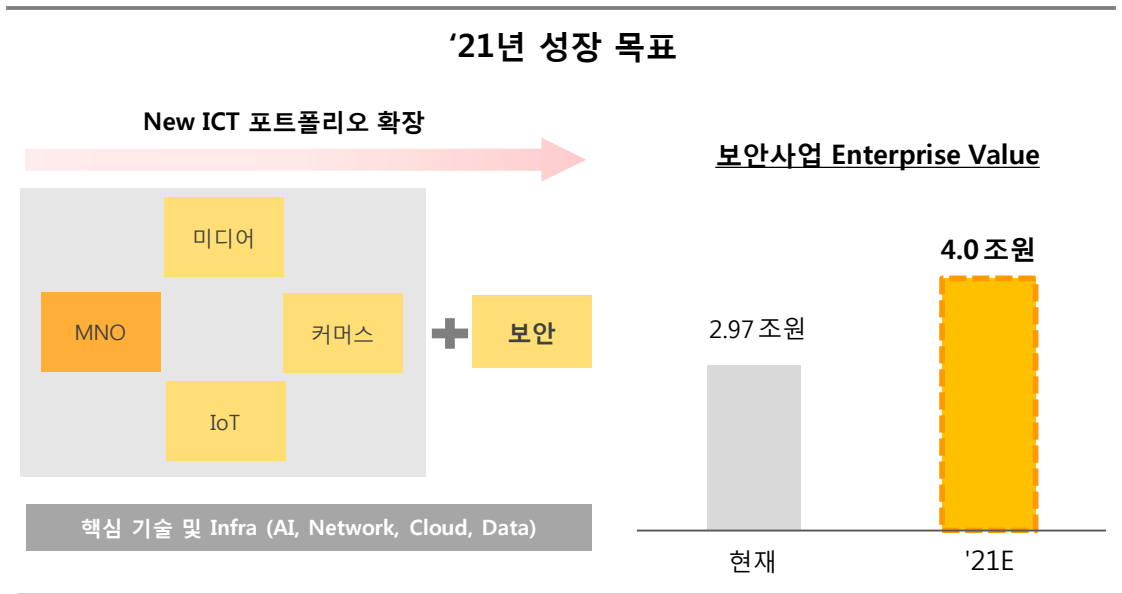 ‘21년 성장 목표
New ICT 포트폴리오 확장
미디어
MNO
커머스
보안
IoT
핵심 기술 및 Infra (AI, Network, Cloud, Data)
보안사업 Enterprise Value
4.0 조원
2.97 조원
현재
'21E